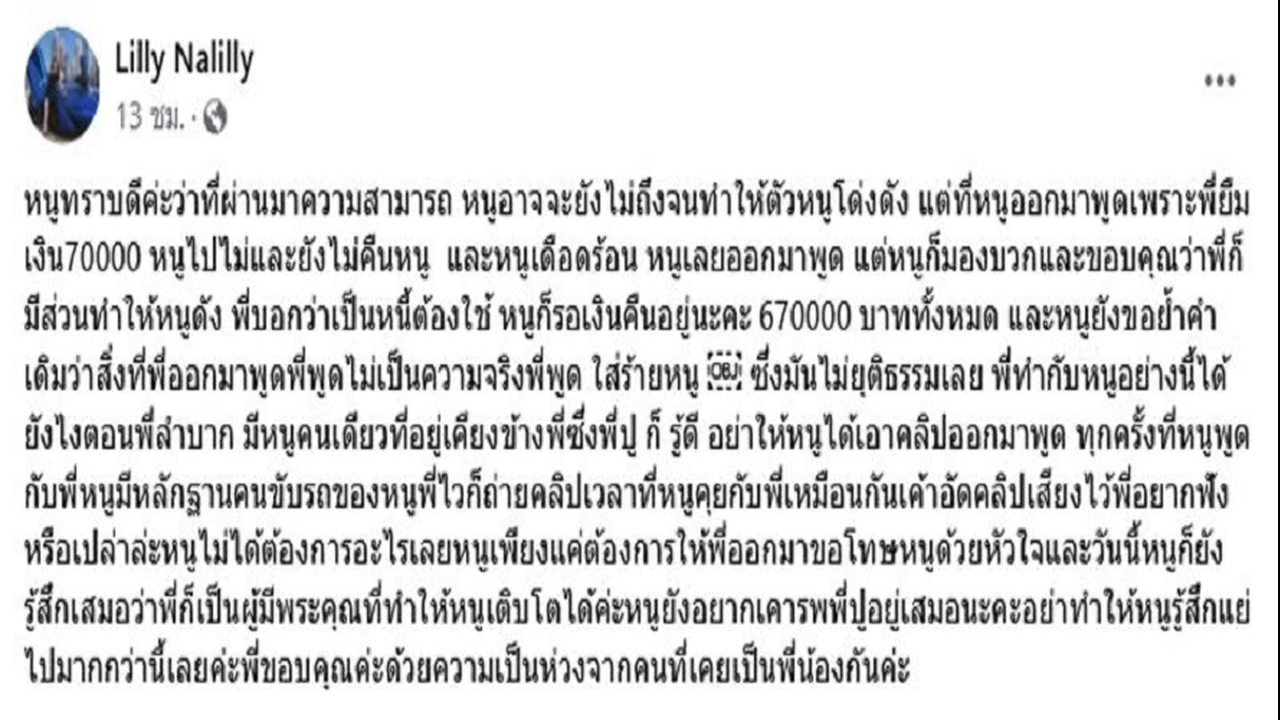 Lilly Nalilly
13 ชม. ·
หนูทราบดีค่ะว่าที่ผ่านมาความสามารถ หนูอาจจะยังไม่ถึงจนทำให้ตัวหนูโด่งดัง แต่ที่หนูออกมาพูดเพราะพี่ยืม
เงิน70000 หนูไปไม่และยังไม่คืนหนู และหนูเดือดร้อน หนูเลยออกมาพูด แต่หนูก็มองบวกและขอบคุณว่าพี่ก็
มีส่วนทำให้หนูดัง พี่บอกว่าเป็นหนี้ต้องใช้ หนูก็รอเงินคืนอยู่นะคะ 670000 บาททั้งหมด และหนูยังขอย้ำคำ
เดิมว่าสิ่งที่พี่ออกมาพูดพี่พูดไม่เป็นความจริงพี่พูด ใส่ร้ายหนู OBJ ซึ่งมันไม่ยุติธรรมเลย พี่ทำกับหนูอย่างนี้ได้
ยังไงตอนพี่ลำบาก มีหนูคนเดียวที่อยู่เคียงข้างพี่ซึ่งพี่ปู ก็ รู้ดี อย่าให้หนูได้เอาคลิปออกมาพูด ทุกครั้งที่หนูพูด
กับพี่หนูมีหลักฐานคนขับรถของหนูพี่ไวก็ถ่ายคลิปเวลาที่หนูคุยกับพี่เหมือนกันเค้าอัดคลิปเสียงไว้พี่อยากฟัง
หรือเปล่าล่ะหนูไม่ได้ต้องการอะไรเลยหนูเพียงแค่ต้องการให้พี่ออกมาขอโทษหนูด้วยหัวใจและวันนี้หนูก็ยัง
รู้สึกเสมอว่าพี่ก็เป็นผู้มีพระคุณที่ทำให้หนูเติบโตได้ค่ะหนูยังอยากเคารพพี่ปูอยู่เสมอนะคะอย่าทำให้หนูรู้สึกแย่
ไปมากกว่านี้เลยค่ะพี่ขอบคุณค่ะด้วยความเป็นห่วงจากคนที่เคยเป็นพี่น้องกันค่ะ